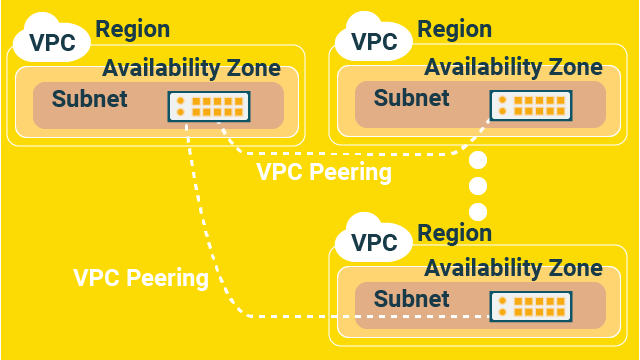 VPC
Region
Availability Zone
Subnet
VPC
Region
Availability Zone
Subnet
VPC Peering
VPC
Region
Availability Zone
VPC Peering
Subnet